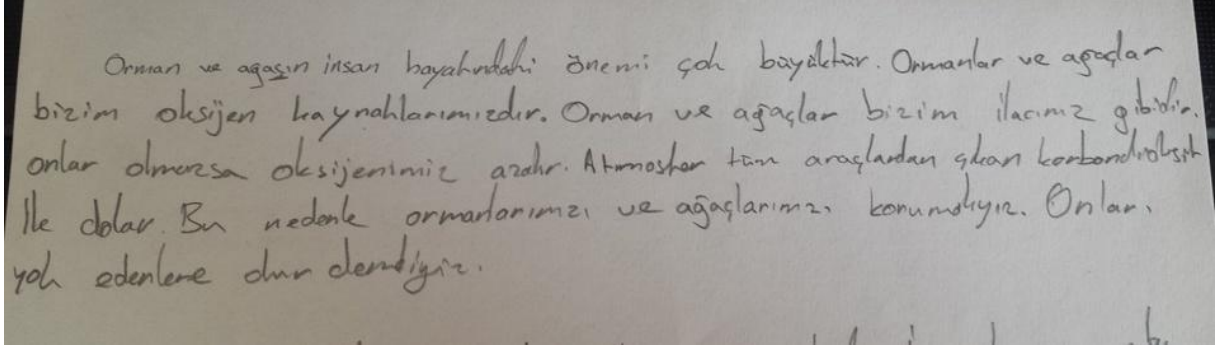 Orman ve agaşın insan hayatındaki önemi çok büyüktür. Ormanlar ve ağaçlar
bizim oksijen kaynaklarımızdır. Orman ve ağaçlar bizim ilacımız gibidir.
onlar olmazsa oksijenimiz azalır. Atmosfer tüm araçlardan çıkan karbondioksit
ile dolar. Bu nedenle ormanlarımızı ve ağaçlarımızı korumalıyız. Onları
yok edenlere dur demeliyiz.